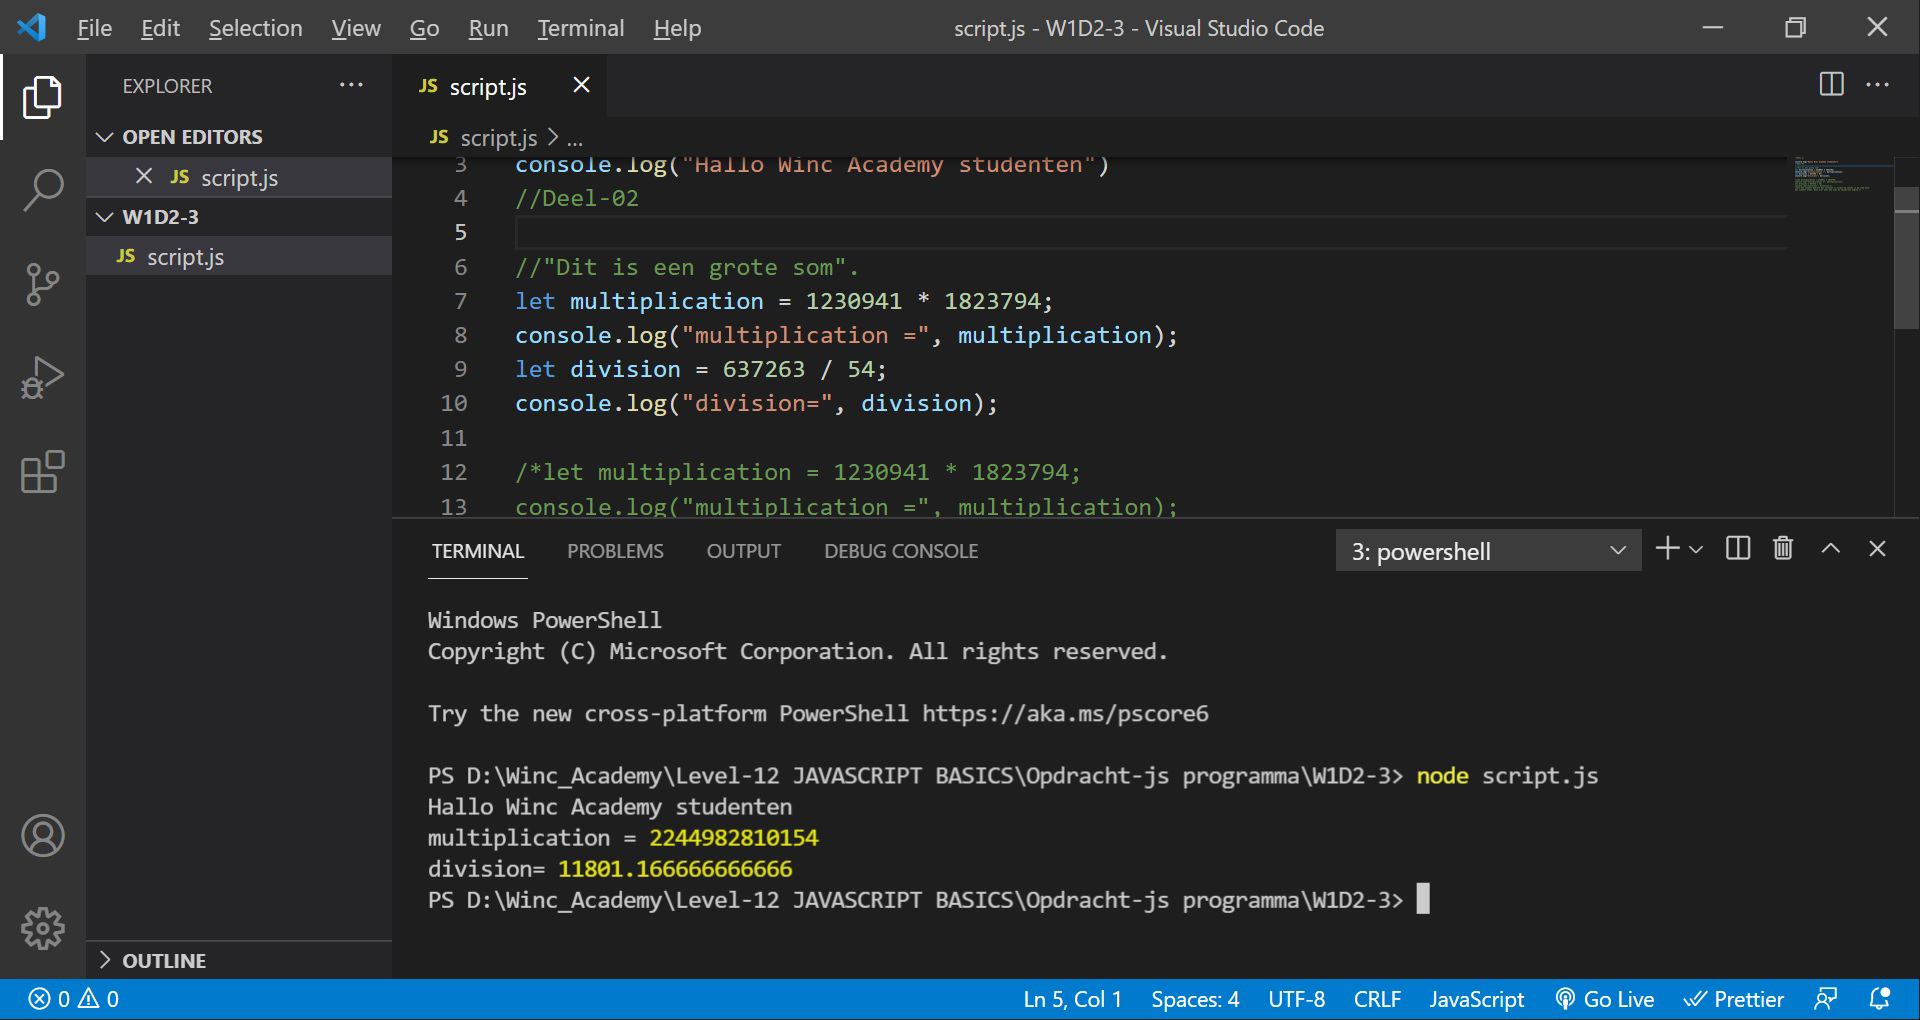 File Edit Selection View Go Run Terminal Help
script.js - W1D2-3 - Visual Studio Code
EXPLORER
OPEN EDITORS
JS script.js
W1D2-3
JS script.js
OUTLINE
JS script.js
JS script.js > ...
3 console.log("Hallo Winc Academy studenten")
4 //Deel-02
5
6 //"Dit is een grote som".
7 let multiplication = 1230941 * 1823794;
8 console.log("multiplication =", multiplication);
9 let division = 637263 / 54;
10 console.log("division=", division);
11
12 /*let multiplication = 1230941 * 1823794;
13 console.log("multiplication =", multiplication);
TERMINAL PROBLEMS OUTPUT DEBUG CONSOLE
3: powershell
Windows PowerShell
Copyright (C) Microsoft Corporation. All rights reserved.
Try the new cross-platform PowerShell https://aka.ms/pscore6
PS D:\Winc_Academy\Level-12 JAVASCRIPT BASICS\Opdracht-js programma\W1D2-3> node script.js
Hallo Winc Academy studenten
multiplication = 2244982810154
division= 11801.166666666666
PS D:\Winc_Academy\Level-12 JAVASCRIPT BASICS\Opdracht-js programma\W1D2-3>
0 0
Ln 5, Col 1 Spaces: 4 UTF-8 CRLF JavaScript Go Live Prettier